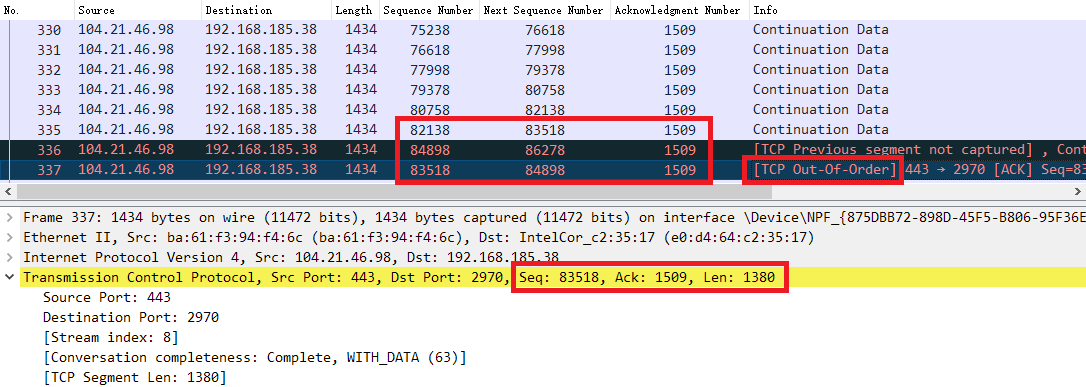 No. Source Destination Length Sequence Number Next Sequence Number Acknowledgment Number Info
330 104.21.46.98 192.168.185.38 1434 75238 76618 1509 Continuation Data
331 104.21.46.98 192.168.185.38 1434 76618 77998 1509 Continuation Data
332 104.21.46.98 192.168.185.38 1434 77998 79378 1509 Continuation Data
333 104.21.46.98 192.168.185.38 1434 79378 80758 1509 Continuation Data
334 104.21.46.98 192.168.185.38 1434 80758 82138 1509 Continuation Data
335 104.21.46.98 192.168.185.38 1434 82138 83518 1509 Continuation Data
336 104.21.46.98 192.168.185.38 1434 84898 86278 1509 [TCP Previous segment not captured] , Cont
337 104.21.46.98 192.168.185.38 1434 83518 84898 1509 [TCP Out-Of-Order] 443 → 2970 [ACK] Seq=83
Frame 337: 1434 bytes on wire (11472 bits), 1434 bytes captured (11472 bits) on interface \Device\NPF_{875DBB72-898D-45F5-B806-95F36E
Ethernet II, Src: ba:61:f3:94:f4:6c (ba:61:f3:94:f4:6c), Dst: IntelCor_c2:35:17 (e0:d4:64:c2:35:17)
Internet Protocol Version 4, Src: 104.21.46.98, Dst: 192.168.185.38
Transmission Control Protocol, Src Port: 443, Dst Port: 2970, Seq: 83518, Ack: 1509, Len: 1380
Source Port: 443
Destination Port: 2970
[Stream index: 8]
[Conversation completeness: Complete, WITH_DATA (63)]
[TCP Segment Len: 1380]